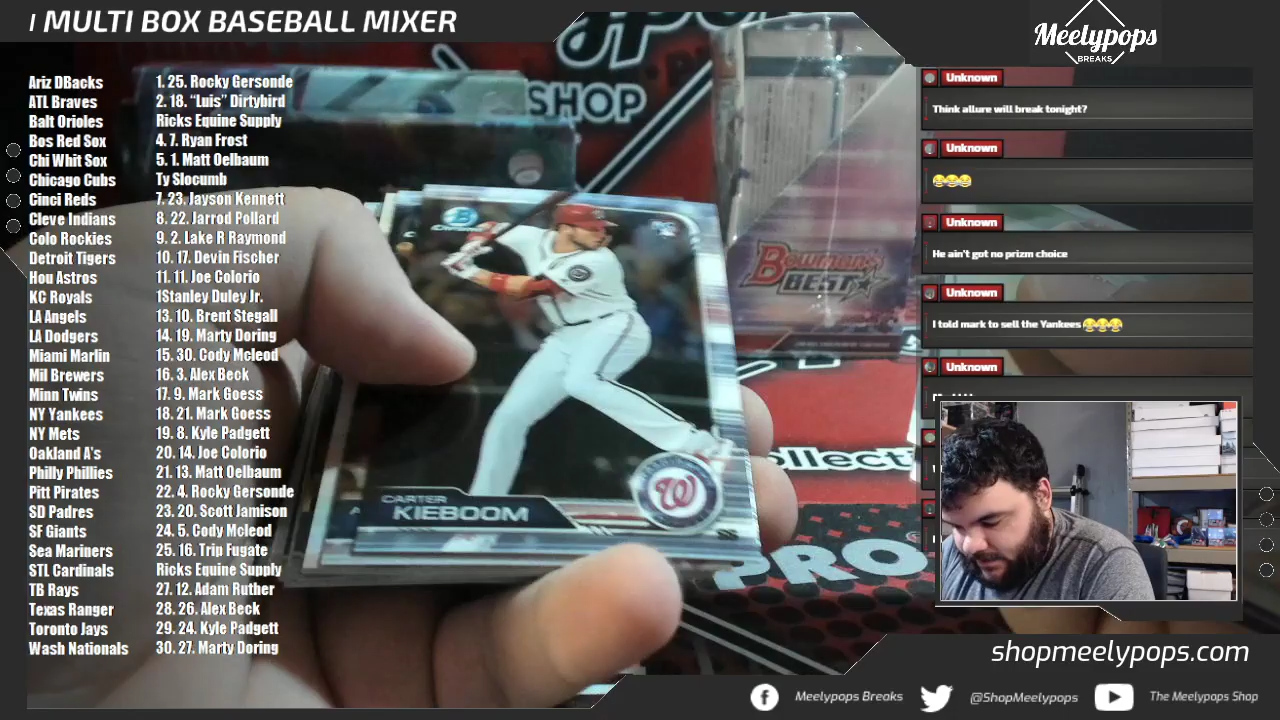 MULTI BOX BASEBALL MIXER
Meelypops
BREAKS
SHOP
Ariz DBacks 1. 25. Rocky Gersonde
ATL Braves 2. 18. "Luis" Dirtybird
Balt Orioles Ricks Equine Supply
Bos Red Sox 4. 7. Ryan Frost
Chi Whit Sox 5. 1. Matt Oelbaum
Chicago Cubs Ty Slocumb
Cinci Reds 7. 23. Jayson Kennett
Cleve Indians 8. 22. Jarrod Pollard
Colo Rockies 9. 2. Lake R Raymond
Detroit Tigers 10. 17. Devin Fischer
Hou Astros 11. 11. Joe Colorio
KC Royals 1Stanley Duley Jr.
LA Angels 13. 10. Brent Stegall
LA Dodgers 14. 19. Marty Doring
Miami Marlin 15. 30. Cody Mcleod
Mil Brewers 16. 3. Alex Beck
Minn Twins 17. 9. Mark Goess
NY Yankees 18. 21. Mark Goess
NY Mets 19. 8. Kyle Padgett
Oakland A's 20. 14. Joe Colorio
Philly Phillies 21. 13. Matt Oelbaum
Pitt Pirates 22. 4. Rocky Gersonde
SD Padres 23. 20. Scott Jamison
SF Giants 24. 5. Cody Mcleod
Sea Mariners 25. 16. Trip Fugate
STL Cardinals Ricks Equine Supply
TB Rays 27. 12. Adam Ruther
Texas Ranger 28. 26. Alex Beck
Toronto Jays 29. 24. Kyle Padgett
Wash Nationals 30. 27. Marty Doring
CARTER
KIEBOOM
W
SS
Bowman's
BEST
ollect
PRO
Unknown
Think allure will break tonight?
Unknown
😂😂😂
Unknown
He ain't got no prizm choice
Unknown
I told mark to sell the Yankees 😂😂😂
Unknown
shopmeelypops.com
Meelypops Breaks
@ShopMeelypops
The Meelypops Shop